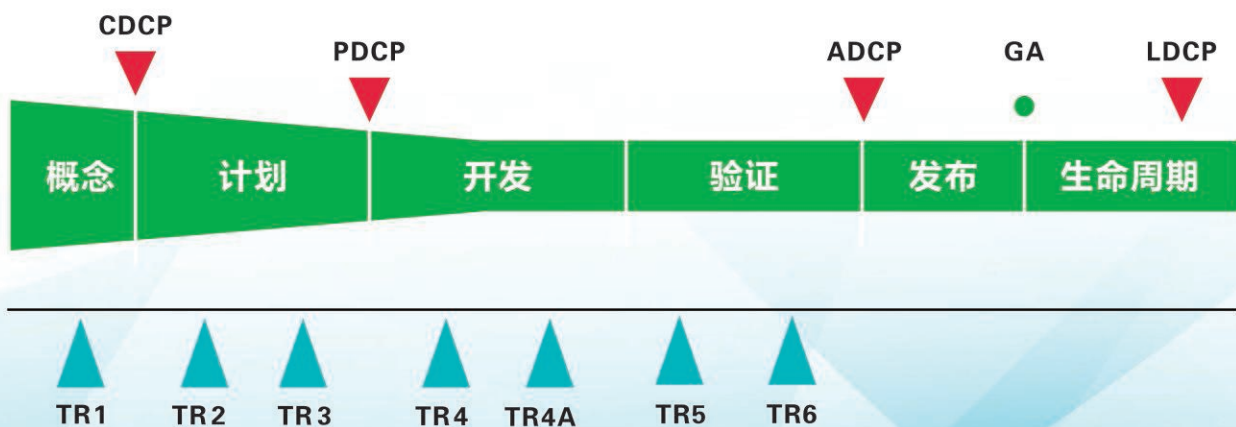 CDCP
PDCP
ADCP
GA
LDCP
概念
计划
开发
验证
发布
生命周期
TR1
TR2
TR3
TR4
TR4A
TR5
TR6